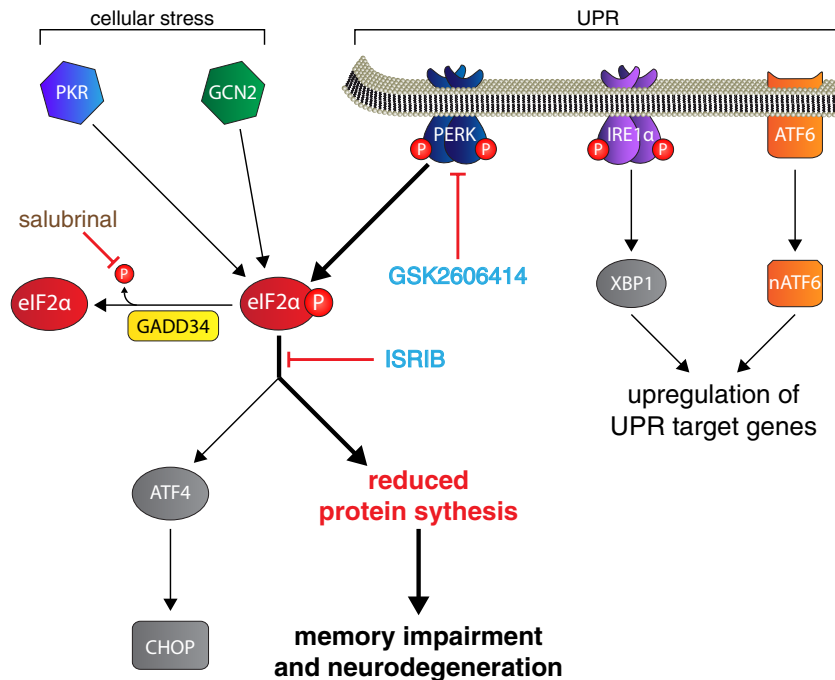 cellular stress
UPR
PKR
GCN2
PERK
IRE1α
ATF6
P
P
P
P
salubrinal
P
GSK2606414
XBP1
nATF6
eIF2α
eIF2α
P
GADD34
ISRIB
upregulation of
UPR target genes
ATF4
reduced
protein sythesis
CHOP
memory impairment
and neurodegeneration